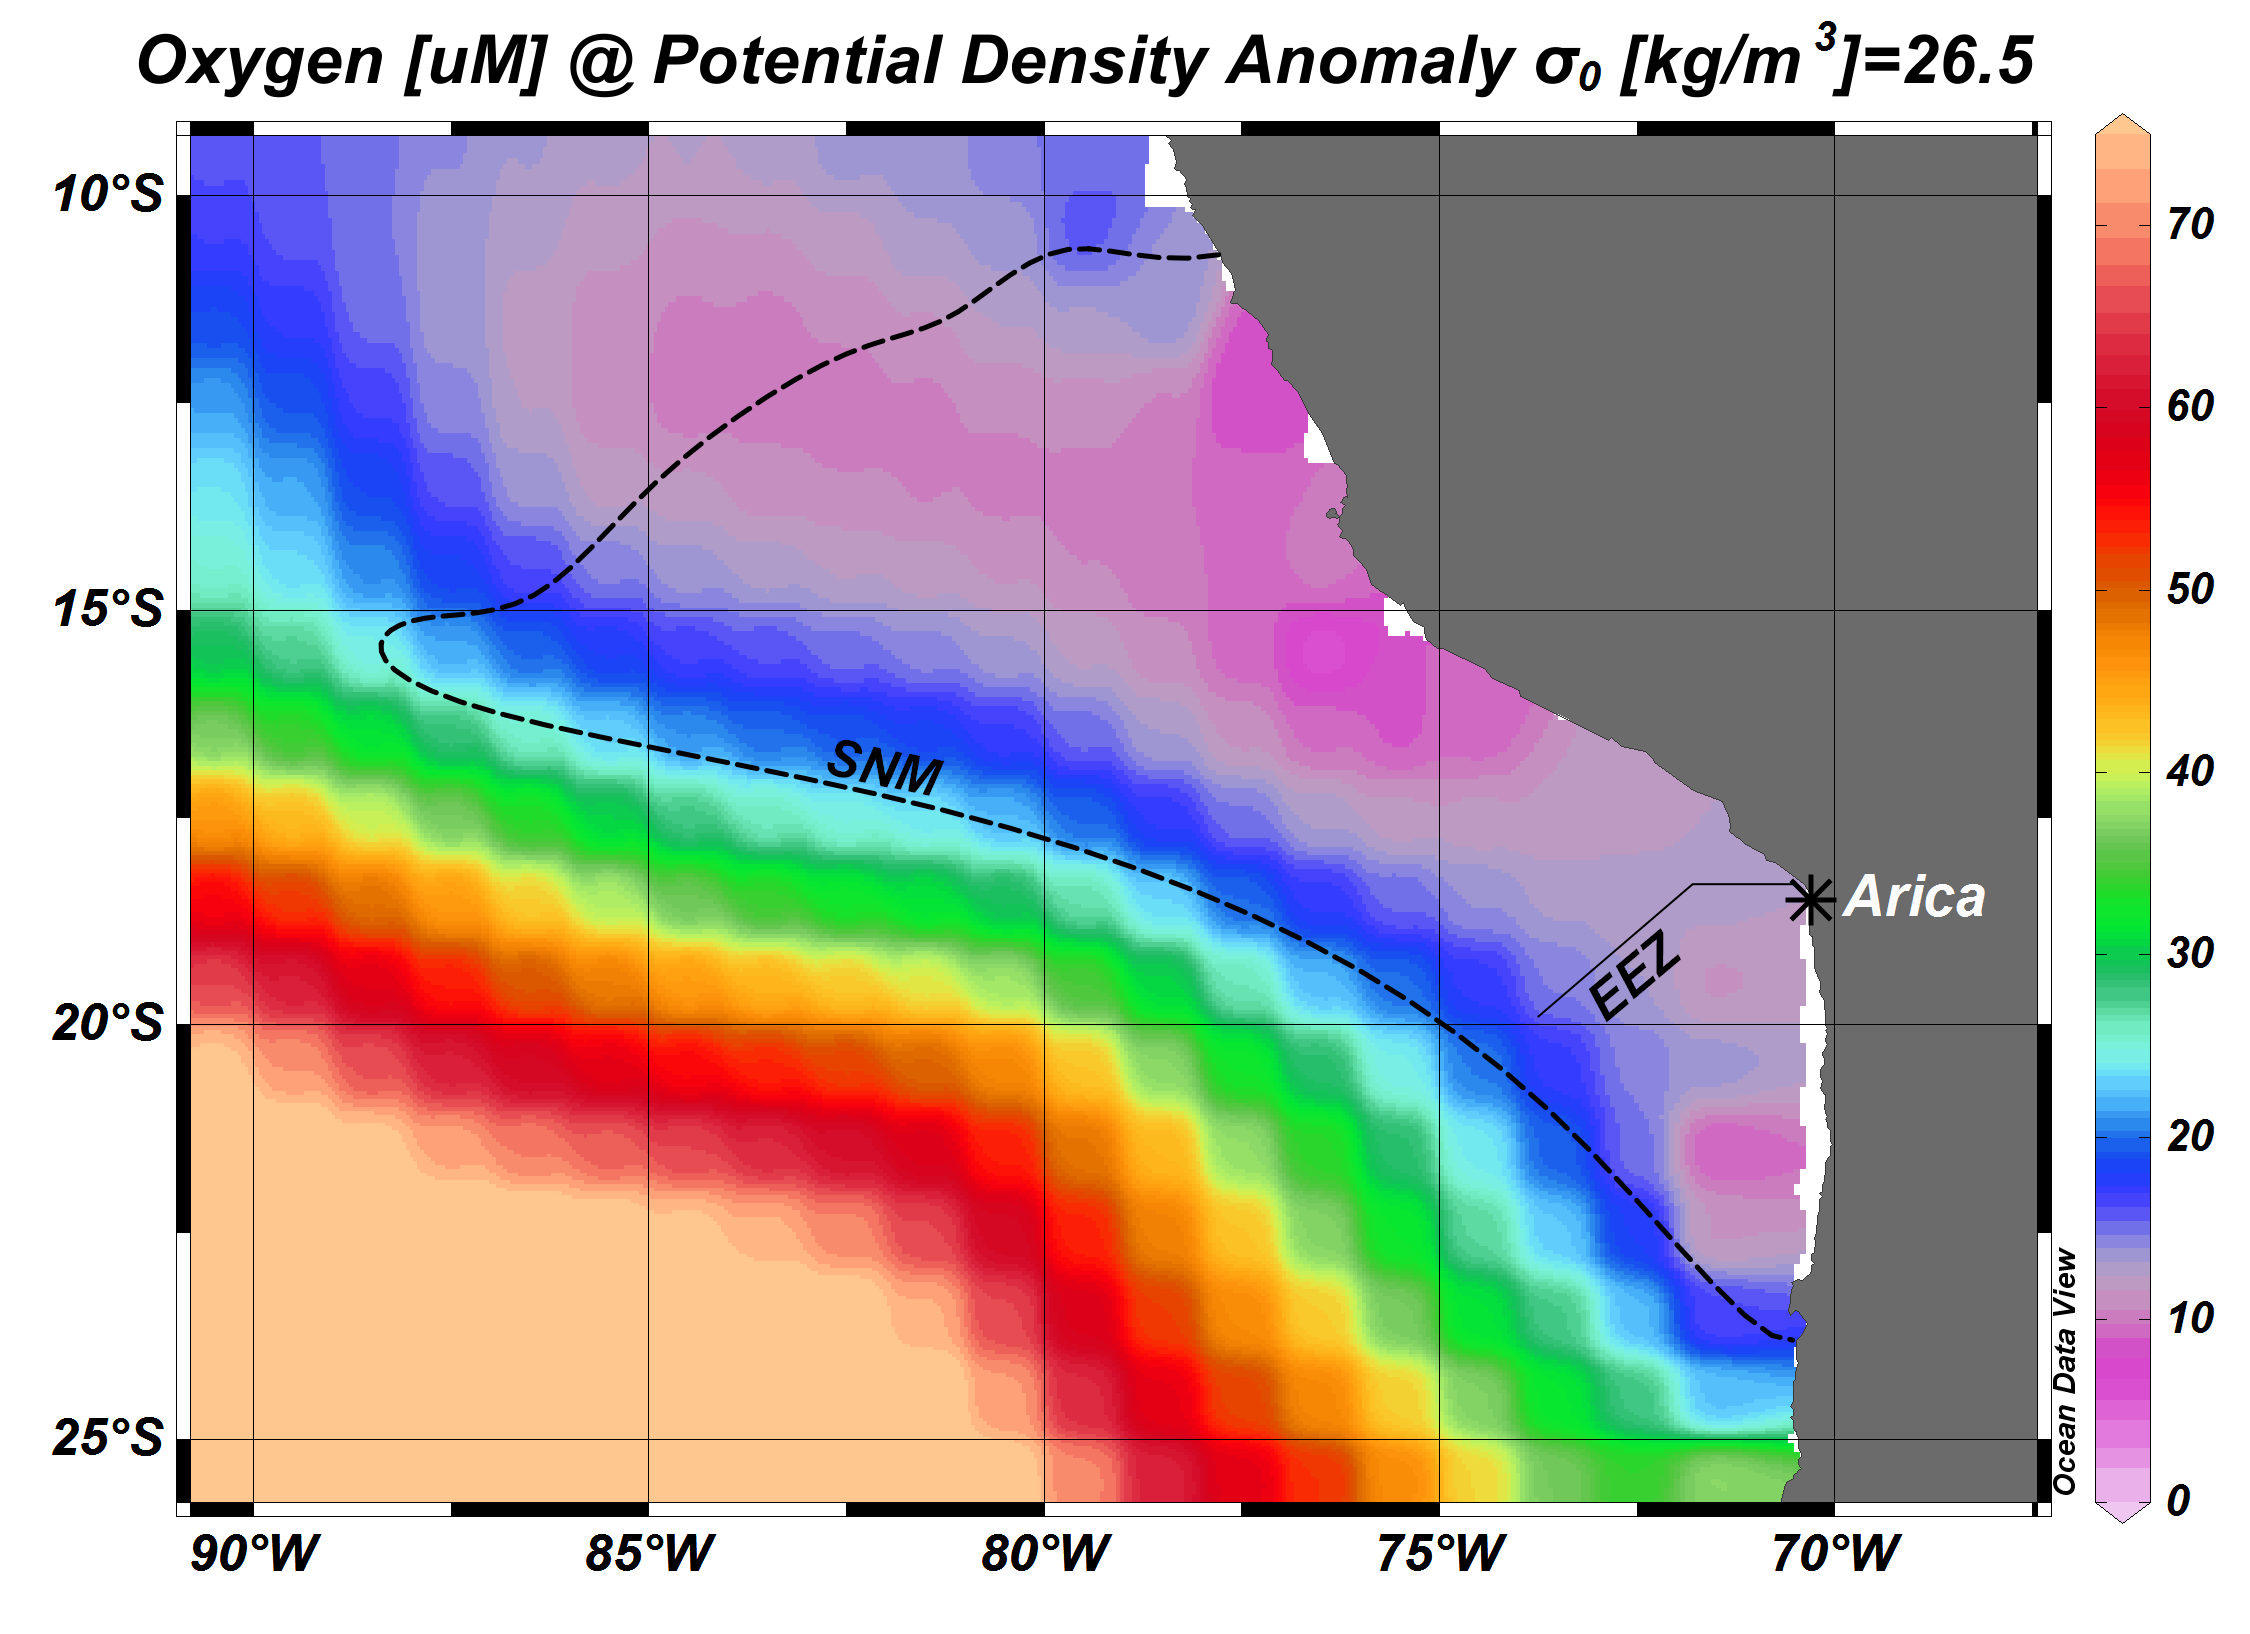 Oxygen [uM] @ Potential Density Anomaly σ₀ [kg/m³]=26.5
10°S
15°S
20°S
25°S
90°W
85°W
80°W
75°W
70°W
SNM
EEZ
Arica
Ocean Data View
70
60
50
40
30
20
10
0